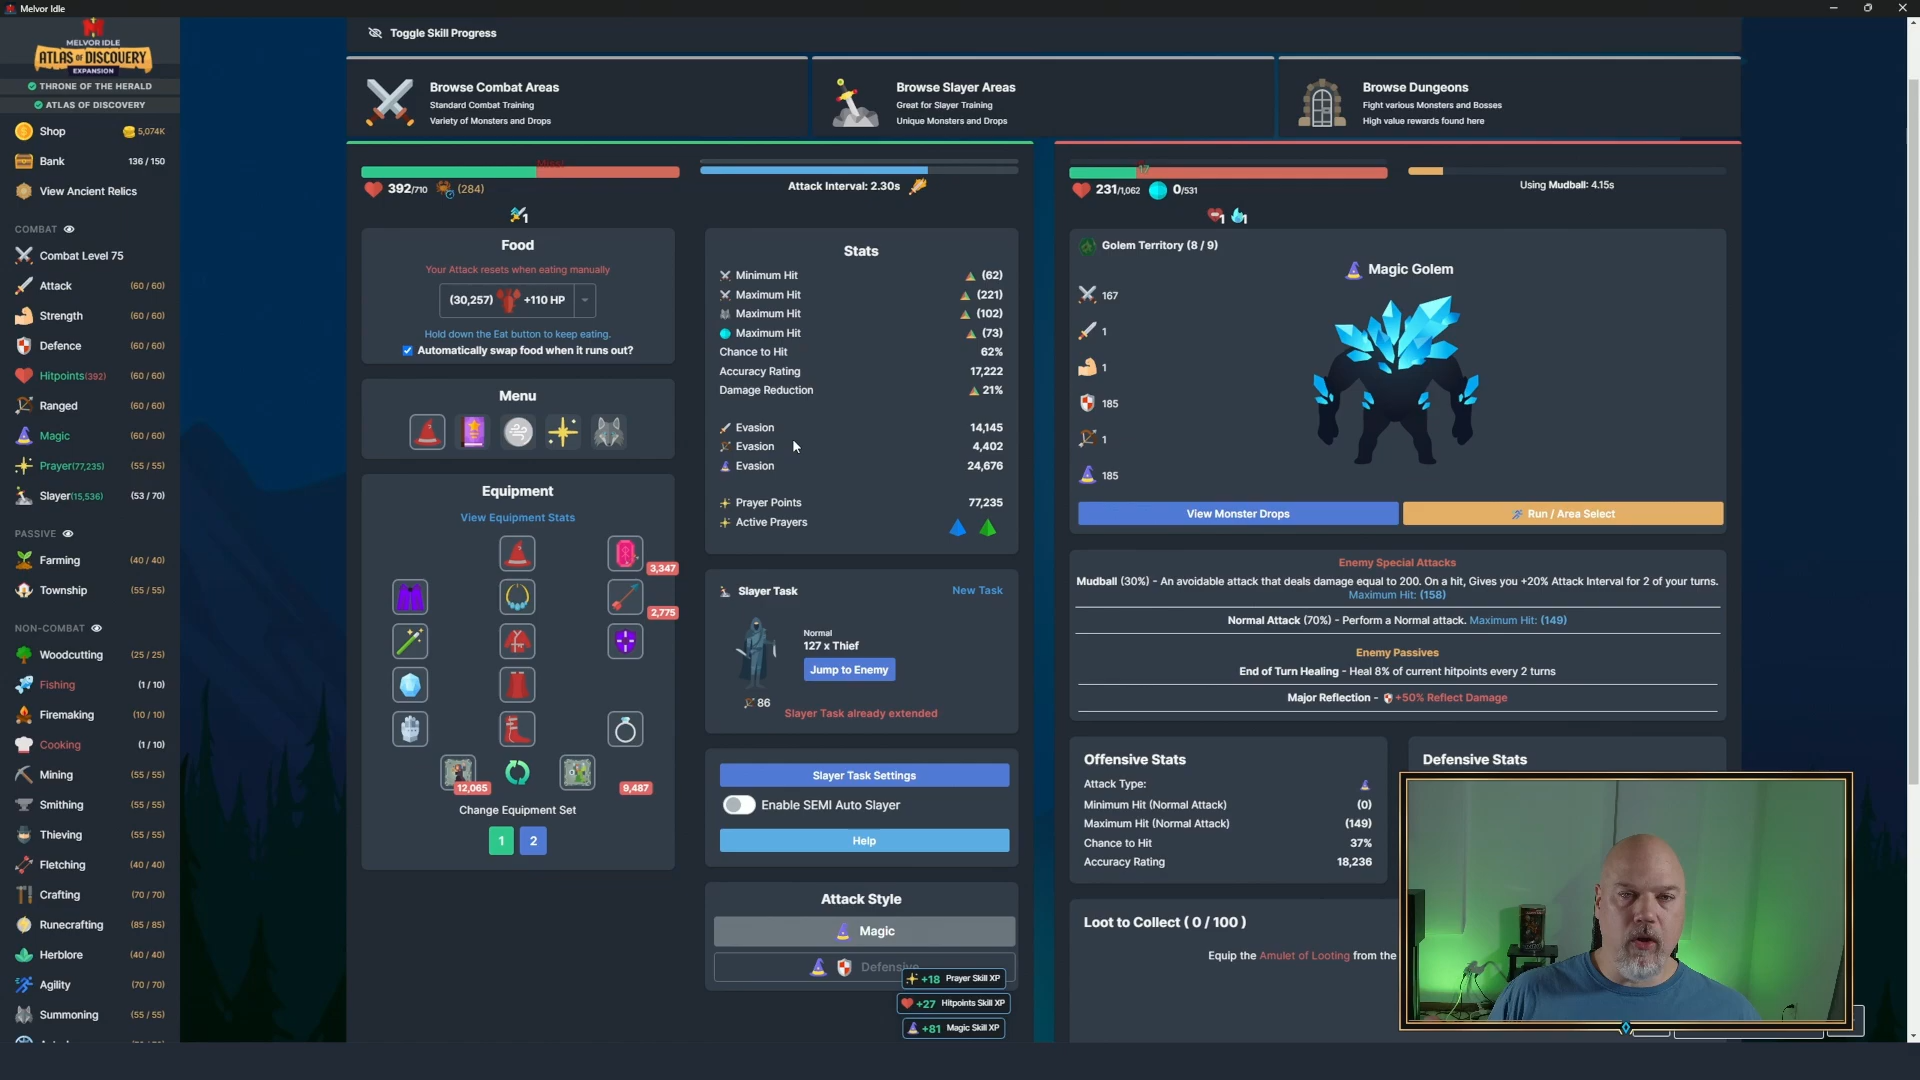 Melvor Idle
MELVOR IDLE
ATLAS OF DISCOVERY
EXPANSION
THRONE OF THE HERALD
ATLAS OF DISCOVERY
Shop 5,074K
Bank 136 / 150
View Ancient Relics
COMBAT
Combat Level 75
Attack (60 / 60)
Strength (60 / 60)
Defence (60 / 60)
Hitpoints(392) (60 / 60)
Ranged (60 / 60)
Magic (60 / 60)
Prayer(77,235) (55 / 55)
Slayer(15,536) (53 / 70)
PASSIVE
Farming (40 / 40)
Township (55 / 55)
NON-COMBAT
Woodcutting (25 / 25)
Fishing (1 / 10)
Firemaking (10 / 10)
Cooking (1 / 10)
Mining (55 / 55)
Smithing (55 / 55)
Thieving (55 / 55)
Fletching (40 / 40)
Crafting (70 / 70)
Runecrafting (85 / 85)
Herblore (40 / 40)
Agility (70 / 70)
Summoning (55 / 55)
Toggle Skill Progress
Browse Combat Areas
Standard Combat Training
Variety of Monsters and Drops
Browse Slayer Areas
Great for Slayer Training
Unique Monsters and Drops
Browse Dungeons
Fight various Monsters and Bosses
High value rewards found here
Miss!
392/710 (284)
1
Attack Interval: 2.30s
Food
Your Attack resets when eating manually
(30,257) +110 HP
Hold down the Eat button to keep eating.
Automatically swap food when it runs out?
Menu
Equipment
View Equipment Stats
3,347
2,775
12,065
9,487
Change Equipment Set
1 2
Stats
Minimum Hit (62)
Maximum Hit (221)
Maximum Hit (102)
Maximum Hit (73)
Chance to Hit 62%
Accuracy Rating 17,222
Damage Reduction 21%
Evasion 14,145
Evasion 4,402
Evasion 24,676
Prayer Points 77,235
Active Prayers
Slayer Task New Task
Normal
127 x Thief
Jump to Enemy
86
Slayer Task already extended
Slayer Task Settings
Enable SEMI Auto Slayer
Help
Attack Style
Magic
Defensive
+18 Prayer Skill XP
+27 Hitpoints Skill XP
+81 Magic Skill XP
17
231/1,062 0/531
Using Mudball: 4.15s
1 1
Golem Territory (8 / 9)
Magic Golem
167
1
1
185
1
185
View Monster Drops
Run / Area Select
Enemy Special Attacks
Mudball (30%) - An avoidable attack that deals damage equal to 200. On a hit, Gives you +20% Attack Interval for 2 of your turns.
Maximum Hit: (158)
Normal Attack (70%) - Perform a Normal attack. Maximum Hit: (149)
Enemy Passives
End of Turn Healing - Heal 8% of current hitpoints every 2 turns
Major Reflection - +50% Reflect Damage
Offensive Stats
Attack Type:
Minimum Hit (Normal Attack) (0)
Maximum Hit (Normal Attack) (149)
Chance to Hit 37%
Accuracy Rating 18,236
Defensive Stats
Loot to Collect ( 0 / 100 )
Equip the Amulet of Looting from the